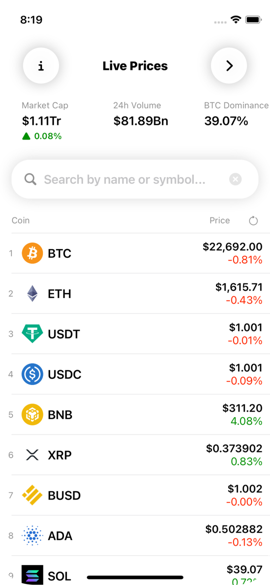 8:19
i
Live Prices
Market Cap 24h Volume BTC Dominance
$1.11Tr $81.89Bn 39.07%
0.08%
Search by name or symbol...
Coin Price
1 BTC $22,692.00
-0.81%
2 ETH $1,615.71
-0.43%
3 USDT $1.001
-0.01%
4 USDC $1.001
-0.09%
5 BNB $311.20
4.08%
6 XRP $0.373902
0.83%
7 BUSD $1.002
-0.00%
8 ADA $0.502882
-0.13%
9 SOL $39.07